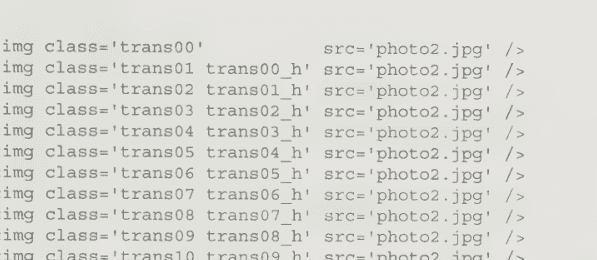 img class='trans00'            src='photo2.jpg' />
img class='trans01 trans00_h' src='photo2.jpg' />
img class='trans02 trans01_h' src='photo2.jpg' />
img class='trans03 trans02_h' src='photo2.jpg' />
img class='trans04 trans03_h' src='photo2.jpg' />
img class='trans05 trans04_h' src='photo2.jpg' />
img class='trans06 trans05_h' src='photo2.jpg' />
img class='trans07 trans06_h' src='photo2.jpg' />
img class='trans08 trans07_h' src='photo2.jpg' />
img class='trans09 trans08_h' src='photo2.jpg' />
img class='trans10 trans09_h' src='photo2.jpg' />